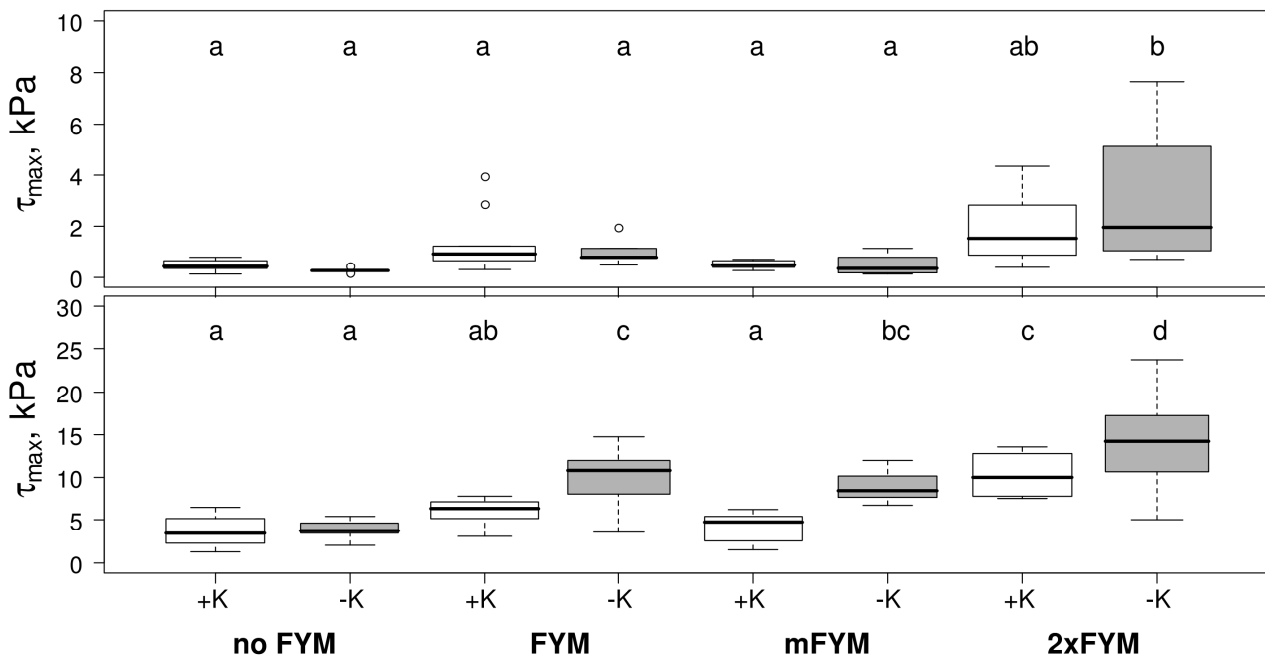 10
8
6
4
2
0
τmax, kPa
a a a a a a ab b
30
25
20
15
10
5
0
τmax, kPa
a a ab c a bc c d
+K -K +K -K +K -K +K -K
no FYM FYM mFYM 2xFYM